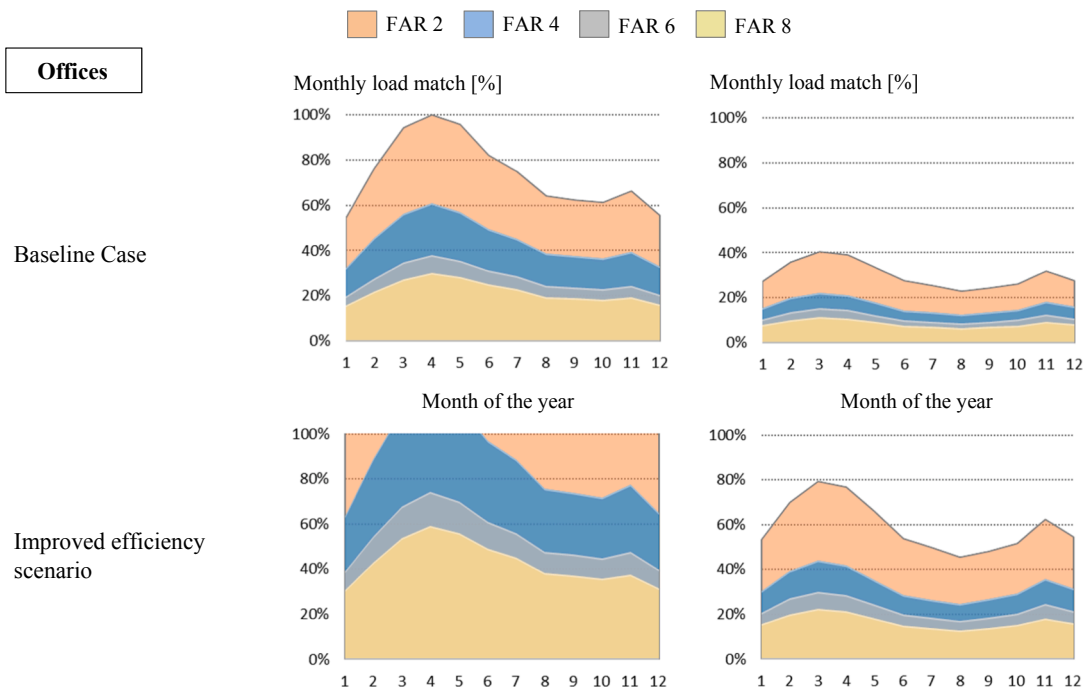 FAR 2 FAR 4 FAR 6 FAR 8
Offices
Monthly load match [%] Monthly load match [%]
Baseline Case
100%
80%
60%
40%
20%
0%
1 2 3 4 5 6 7 8 9 10 11 12
Month of the year
100%
80%
60%
40%
20%
0%
1 2 3 4 5 6 7 8 9 10 11 12
Month of the year
Improved efficiency
scenario
100%
80%
60%
40%
20%
0%
1 2 3 4 5 6 7 8 9 10 11 12
100%
80%
60%
40%
20%
0%
1 2 3 4 5 6 7 8 9 10 11 12